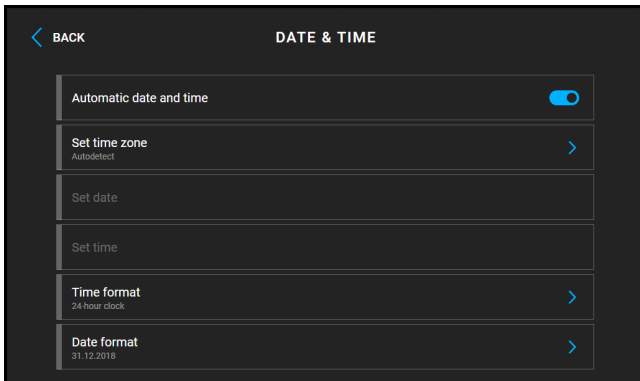 BACK
DATE & TIME
Automatic date and time
Set time zone
Autodetect
Set date
Set time
Time format
24-hour clock
Date format
31.12.2018